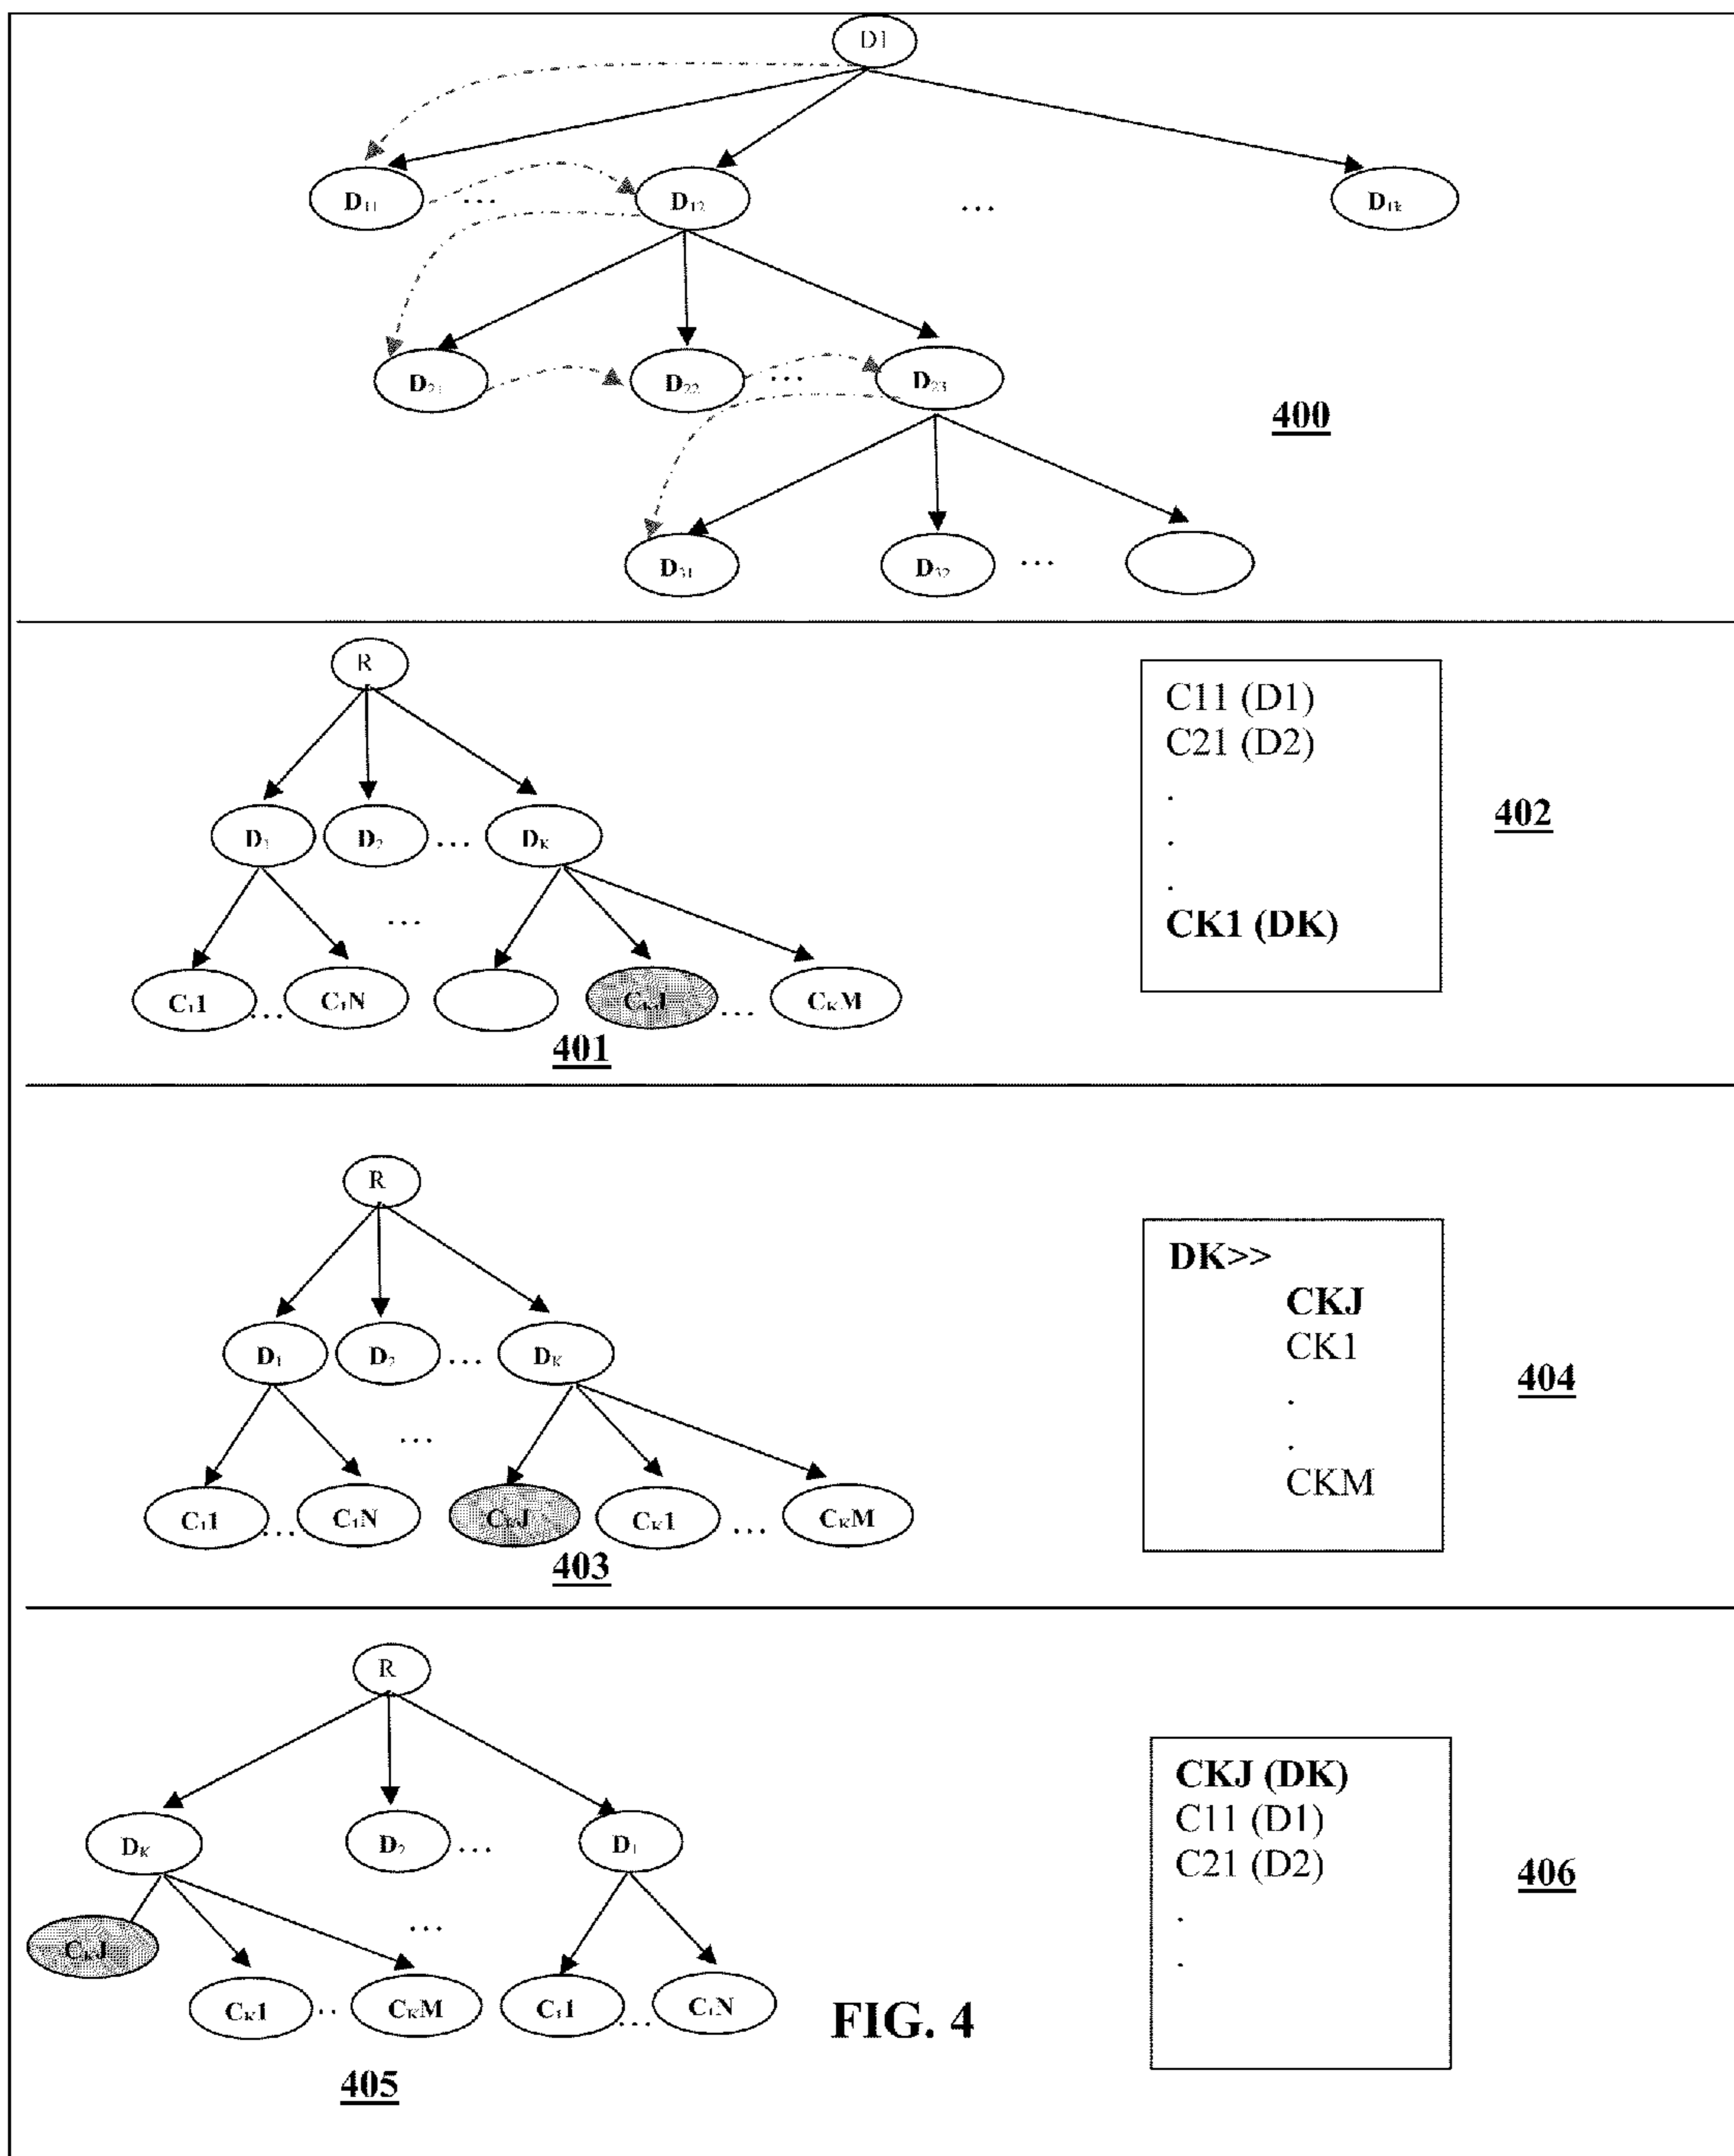 D1
D₁₁ ... D₁₂ ... D₁ₖ
D₂₁ D₂₂ ... D₂₃
400
D₃₁ D₃₂ ...
R
D₁ D₂ ... Dₖ
...
C₁1 ... C₁N CₖJ ... CₖM
401
C11 (D1)
C21 (D2)
.
.
.
CK1 (DK)
402
R
D₁ D₂ ... Dₖ
...
C₁1 ... C₁N CₖJ Cₖ1 ... CₖM
403
DK>>
CKJ
CK1
.
.
CKM
404
R
Dₖ D₂ ... D₁
CₖJ ...
Cₖ1 .. CₖM C₁1 ... C₁N
405
CKJ (DK)
C11 (D1)
C21 (D2)
.
.
406
FIG. 4